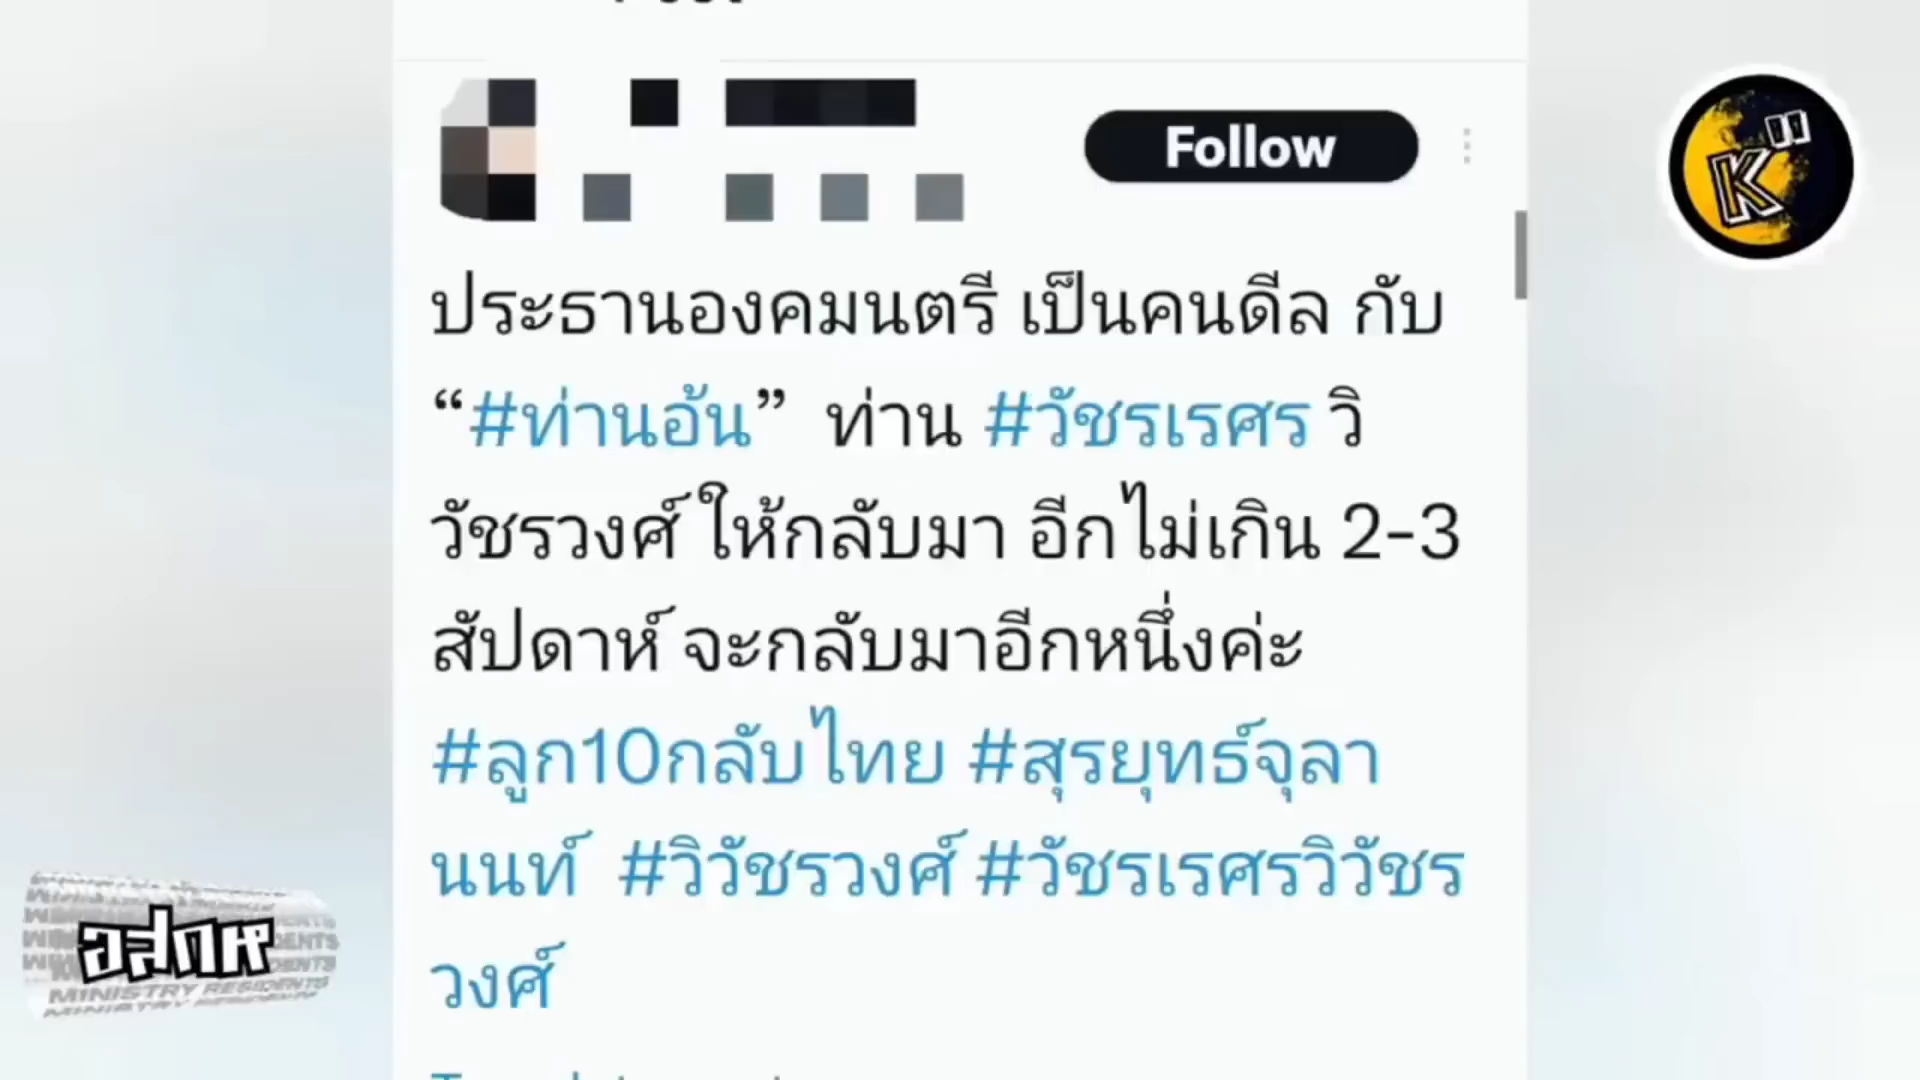 Follow
K"
ประธานองคมนตรี เป็นคนดีล กับ
“#ท่านอ้น” ท่าน #วัชรเรศร วิ
วัชรวงศ์ ให้กลับมา อีกไม่เกิน 2-3
สัปดาห์ จะกลับมาอีกหนึ่งค่ะ
#ลูก10กลับไทย #สุรยุทธ์จุลา
นนท์ #วิวัชรวงศ์ #วัชรเรศรวิวัชร
วงศ์
อสกห
MINISTRY RESIDENTS